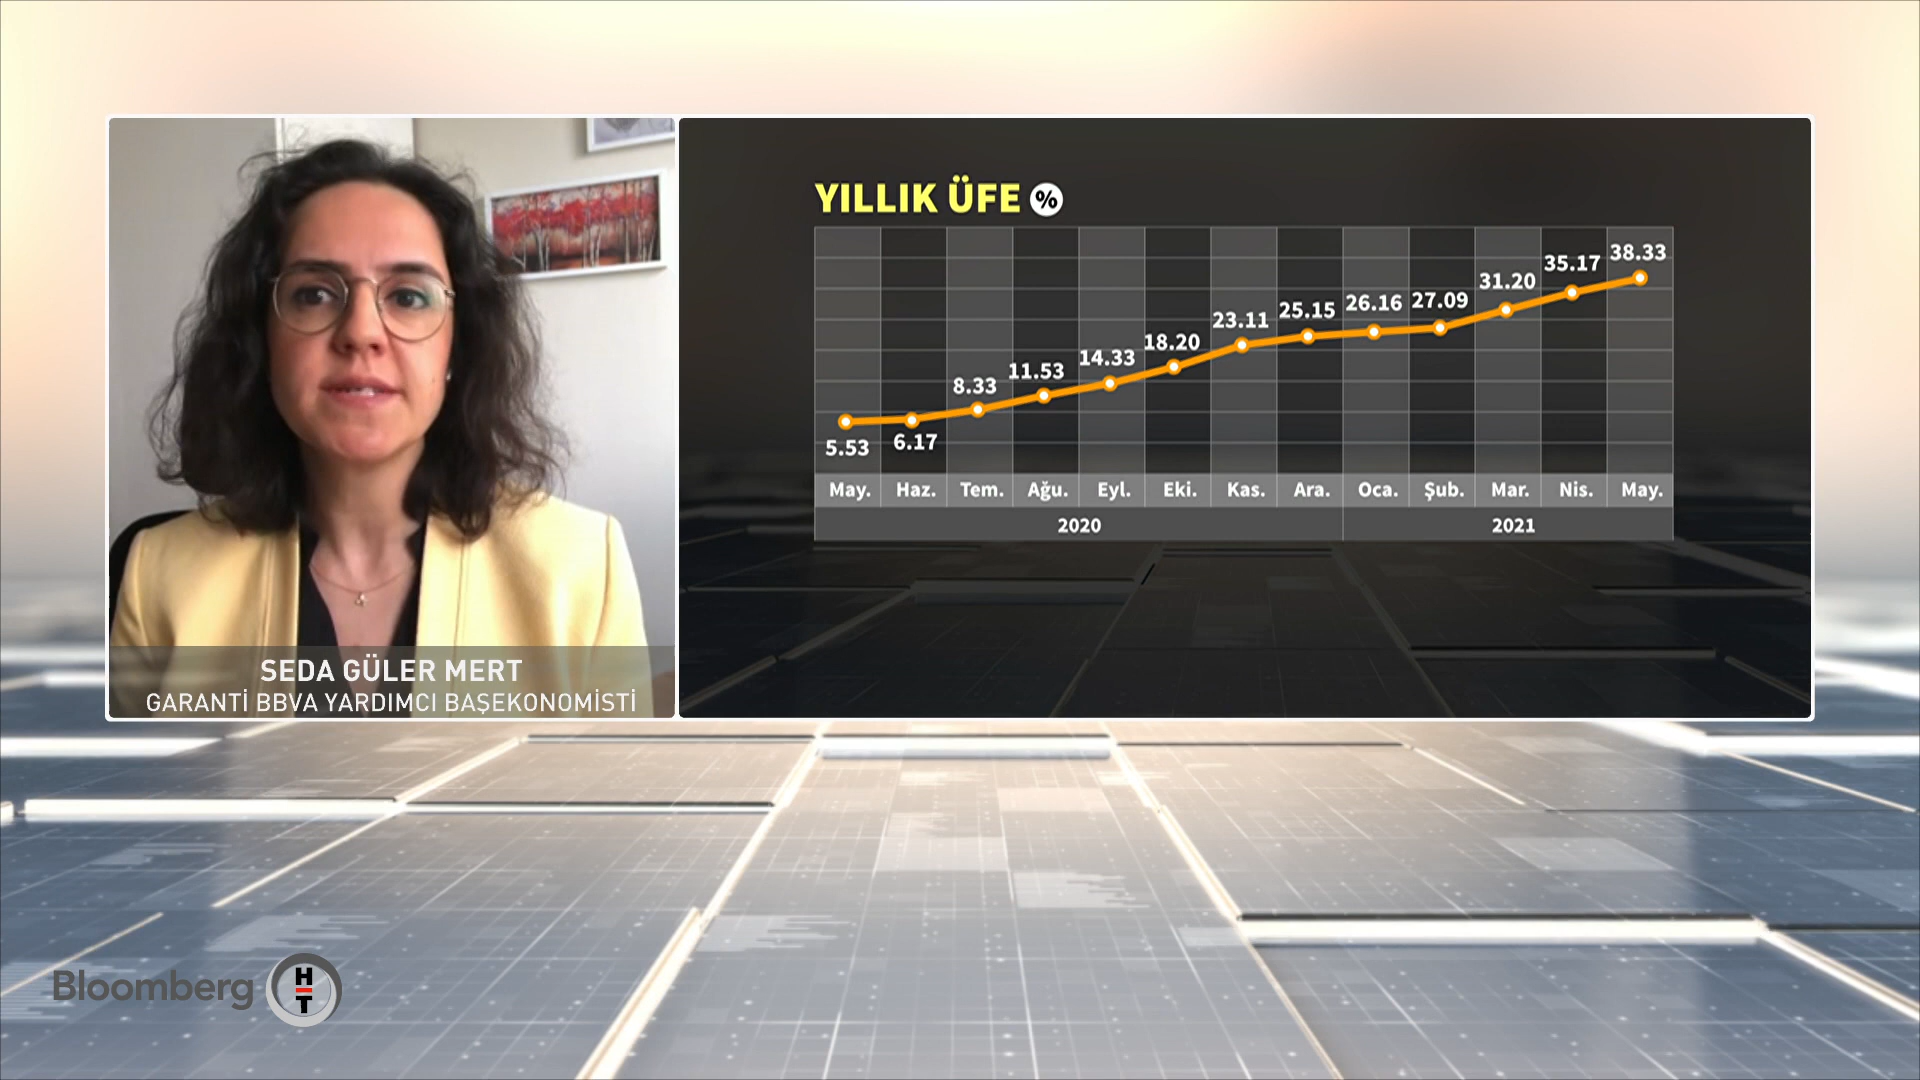 SEDA GÜLER MERT
GARANTİ BBVA YARDIMCI BAŞEKONOMİSTİ
YILLIK ÜFE %
5.53 6.17 8.33 11.53 14.33 18.20 23.11 25.15 26.16 27.09 31.20 35.17 38.33
May. Haz. Tem. Ağu. Eyl. Eki. Kas. Ara. Oca. Şub. Mar. Nis. May.
2020 2021
Bloomberg HT